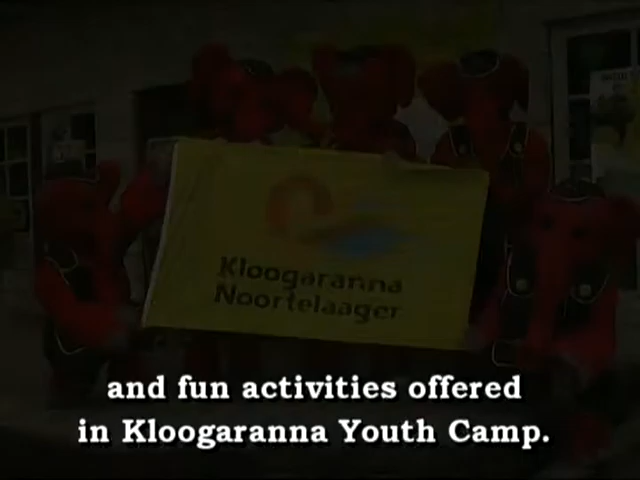 Kloogaranna
Noortelaager
and fun activities offered
in Kloogaranna Youth Camp.